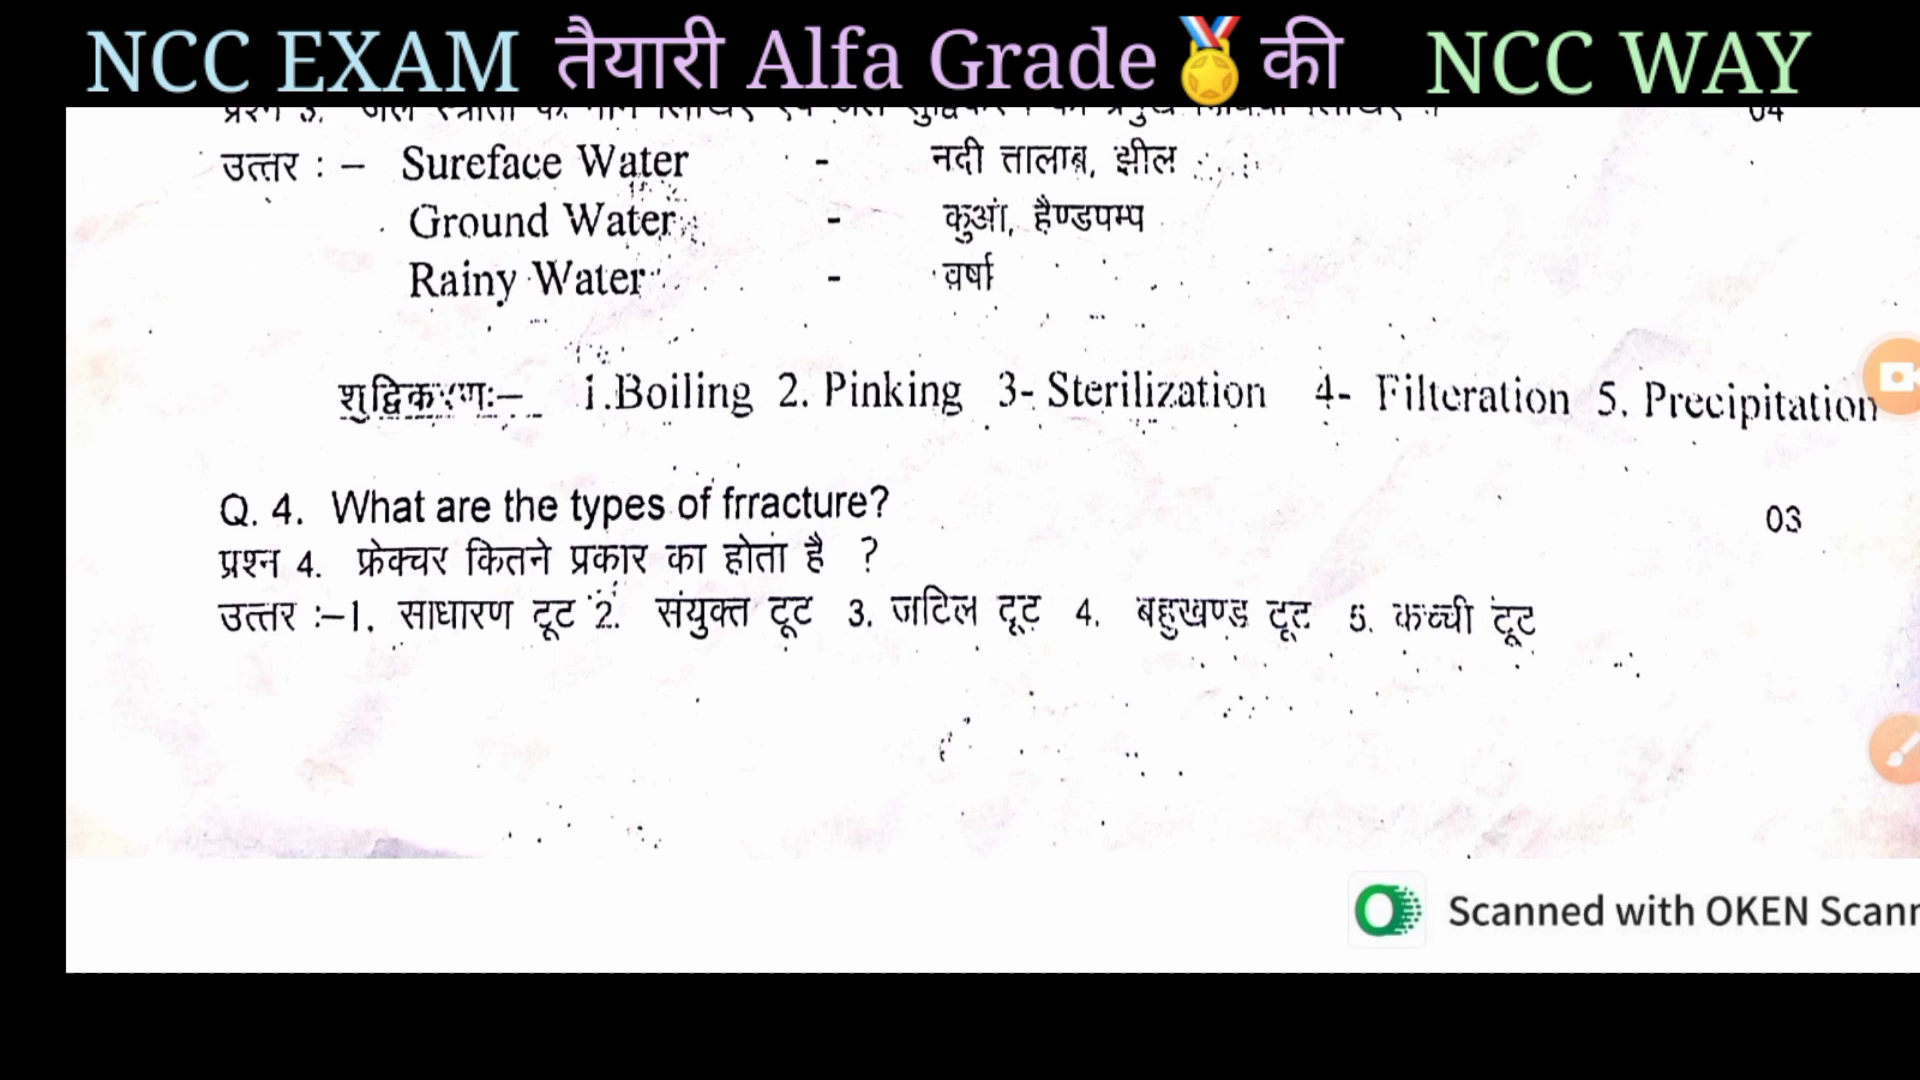 NCC EXAM तैयारी Alfa Grade🏅की NCC WAY
04
उत्तर : – Sureface Water - नदी तालाब, झील
Ground Water - कुआं, हैण्डपम्प
Rainy Water - वर्षा
शुद्धिकरणः– 1.Boiling 2. Pinking 3- Sterilization 4- Filteration 5. Precipitation
Q. 4. What are the types of frracture? 03
प्रश्न 4. फ्रेक्चर कितने प्रकार का होता है ?
उत्तर :–1. साधारण टूट 2. संयुक्त टूट 3. जटिल टूट 4. बहुखण्ड टूट 5. कच्ची टूट
Scanned with OKEN Scann